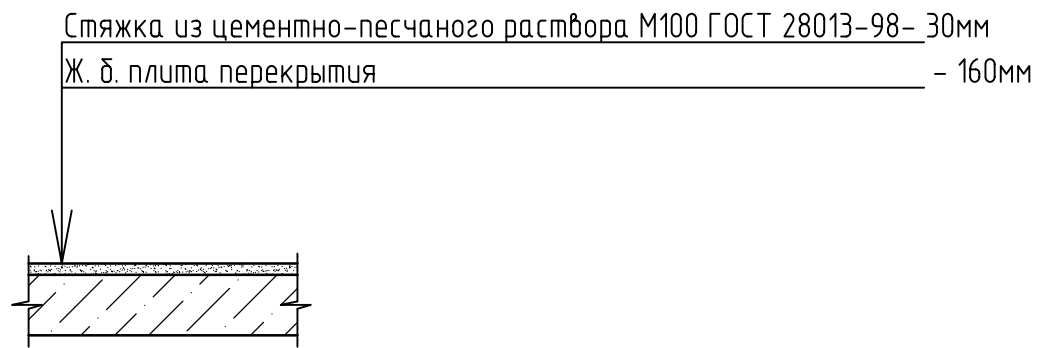 Стяжка из цементно-песчаного раствора М100 ГОСТ 28013-98- 30мм
Ж. б. плита перекрытия - 160мм